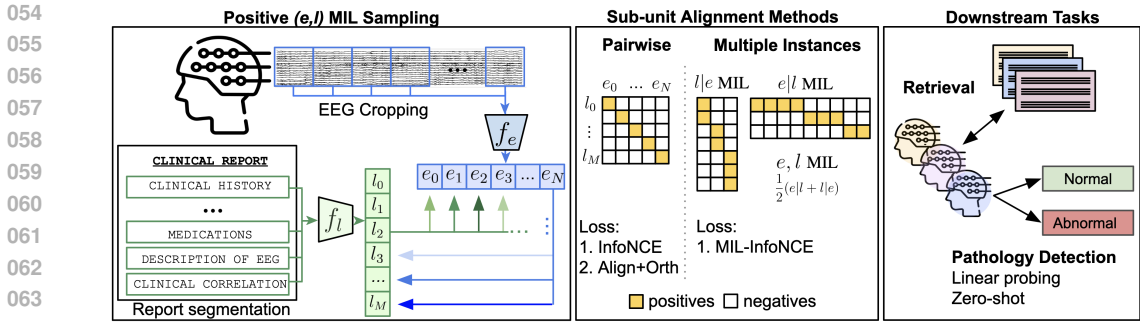 054
055
056
057
058
059
060
061
062
063
Positive (e,l) MIL Sampling
EEG Cropping
...
f_e
e_0 e_1 e_2 e_3 ... e_N
CLINICAL REPORT
CLINICAL HISTORY
...
MEDICATIONS
DESCRIPTION OF EEG
CLINICAL CORRELATION
Report segmentation
f_l
l_0
l_1
l_2
l_3
...
l_M
...
⋮
Sub-unit Alignment Methods
Pairwise
e_0 ... e_N
l_0
⋮
l_M
Loss:
1. InfoNCE
2. Align+Orth
Multiple Instances
l|e MIL
e|l MIL
e, l MIL
1/2(e|l + l|e)
Loss:
1. MIL-InfoNCE
positives
negatives
Downstream Tasks
Retrieval
Normal
Abnormal
Pathology Detection
Linear probing
Zero-shot